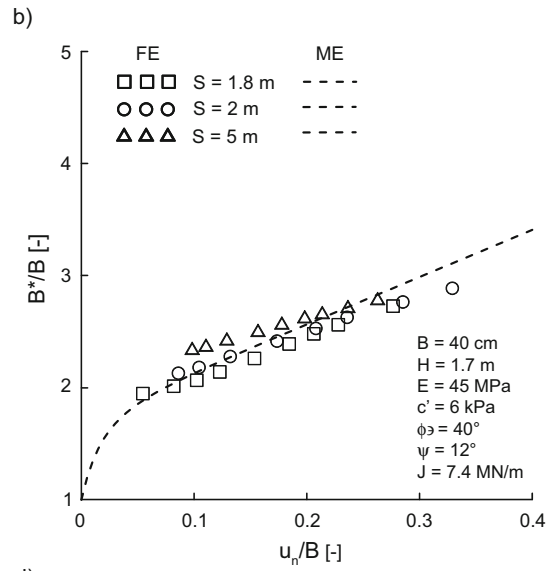 b)
5
4
3
2
1
B*/B [-]
FE ME
S = 1.8 m
S = 2 m
S = 5 m
B = 40 cm
H = 1.7 m
E = 45 MPa
c' = 6 kPa
ϕ϶= 40°
ψ = 12°
J = 7.4 MN/m
0 0.1 0.2 0.3 0.4
uₙ/B [-]